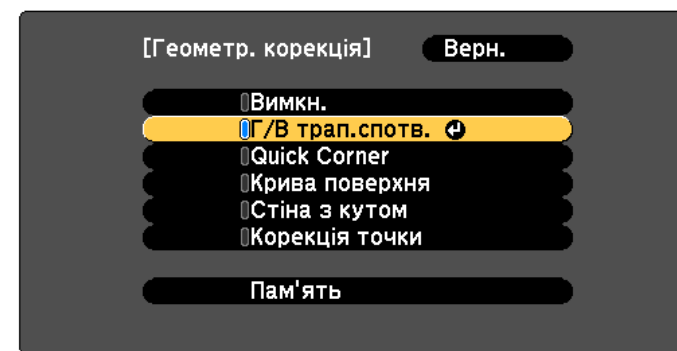 [Геометр. корекція] Верн.
Вимкн.
Г/В трап.спотв.
Quick Corner
Крива поверхня
Стіна з кутом
Корекція точки
Пам'ять